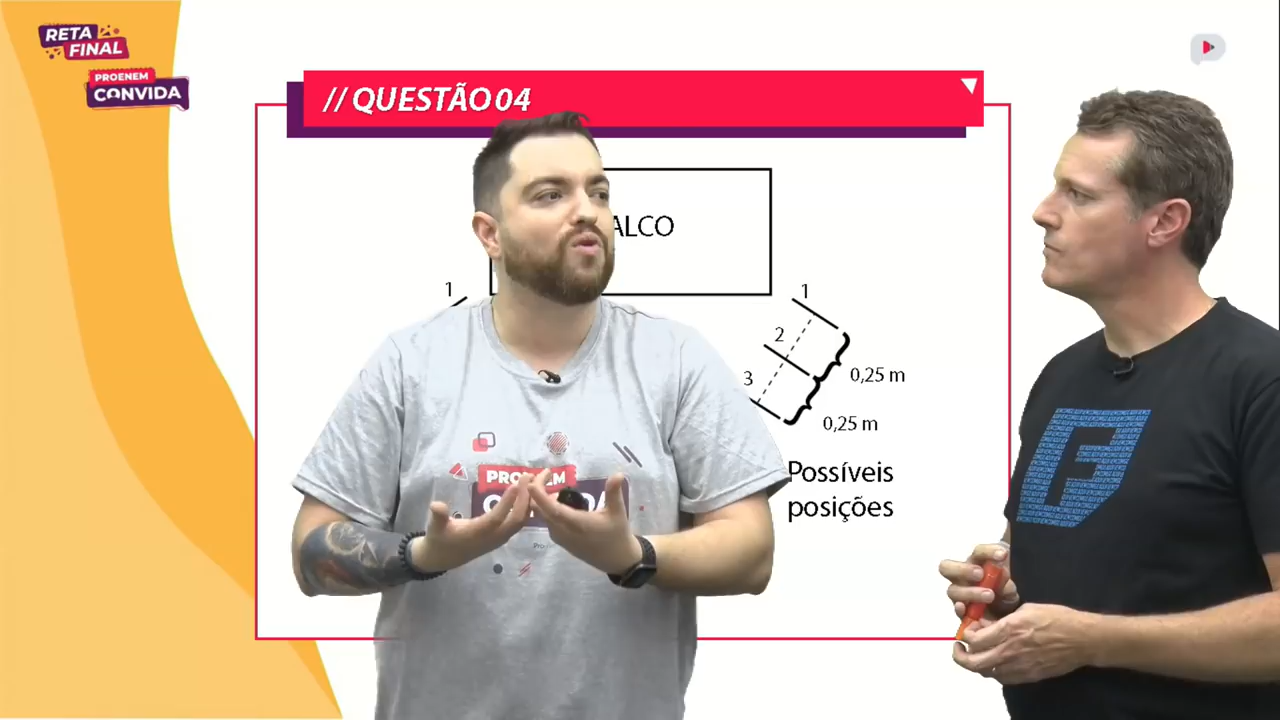 RETA
FINAL
PROENEM
CONVIDA
// QUESTÃO 04
ALCO
1
1
2
3
0,25 m
0,25 m
Possíveis
posições